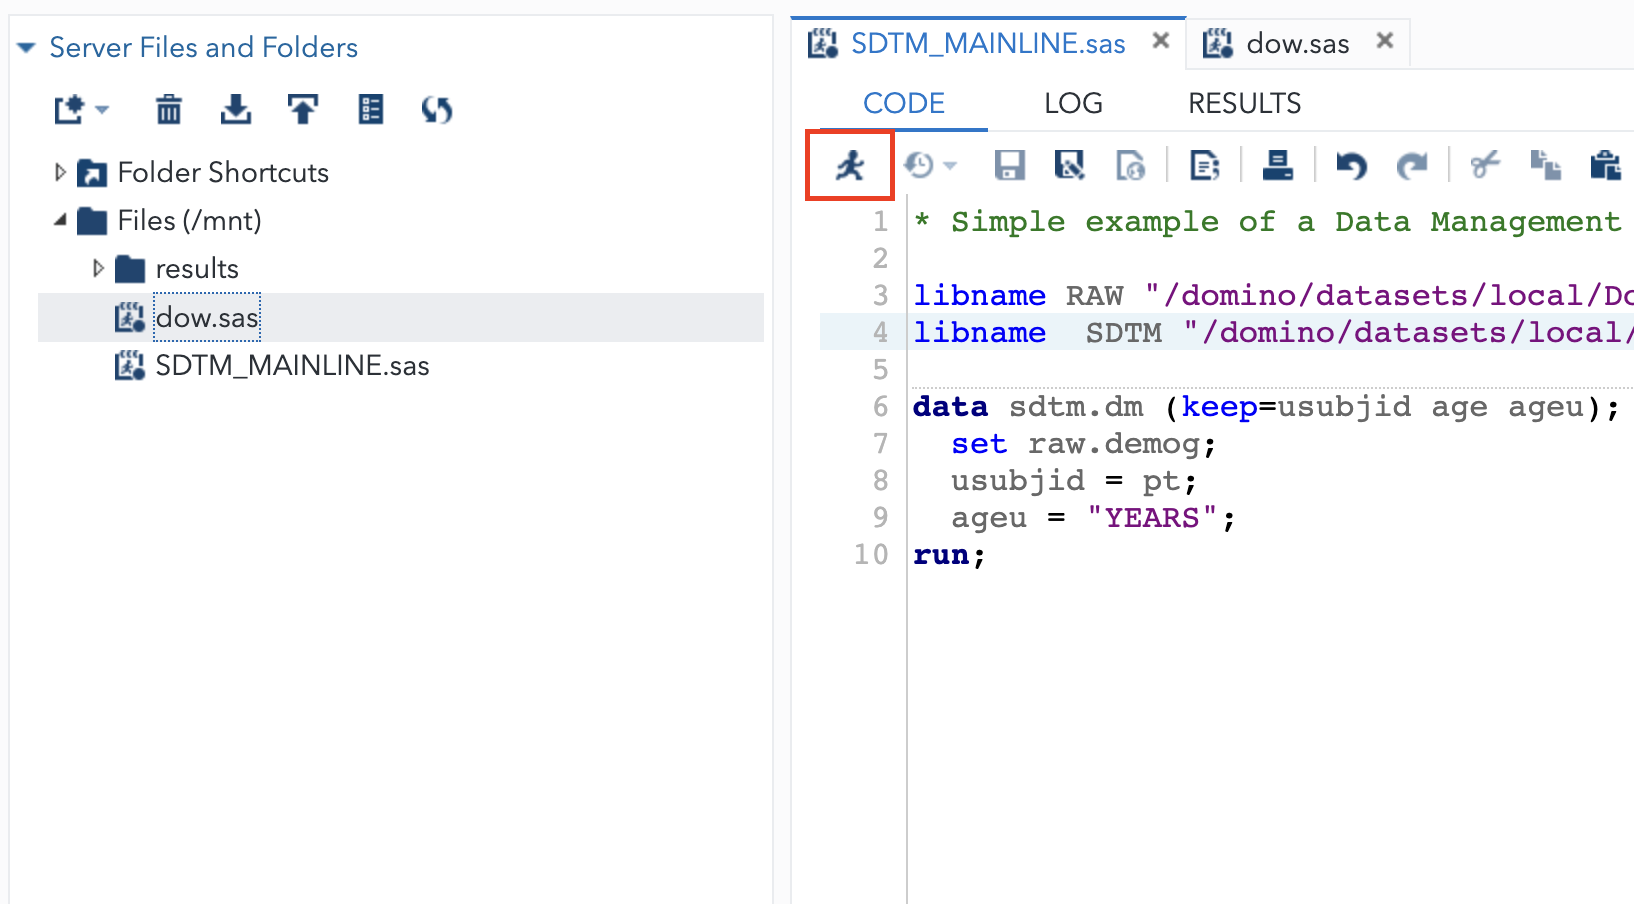 Server Files and Folders
Folder Shortcuts
Files (/mnt)
results
dow.sas
SDTM_MAINLINE.sas
SDTM_MAINLINE.sas dow.sas
CODE LOG RESULTS
1 * Simple example of a Data Management
2
3 libname RAW "/domino/datasets/local/Do
4 libname  SDTM "/domino/datasets/local/
5
6 data sdtm.dm (keep=usubjid age ageu);
7   set raw.demog;
8   usubjid = pt;
9   ageu = "YEARS";
10 run;